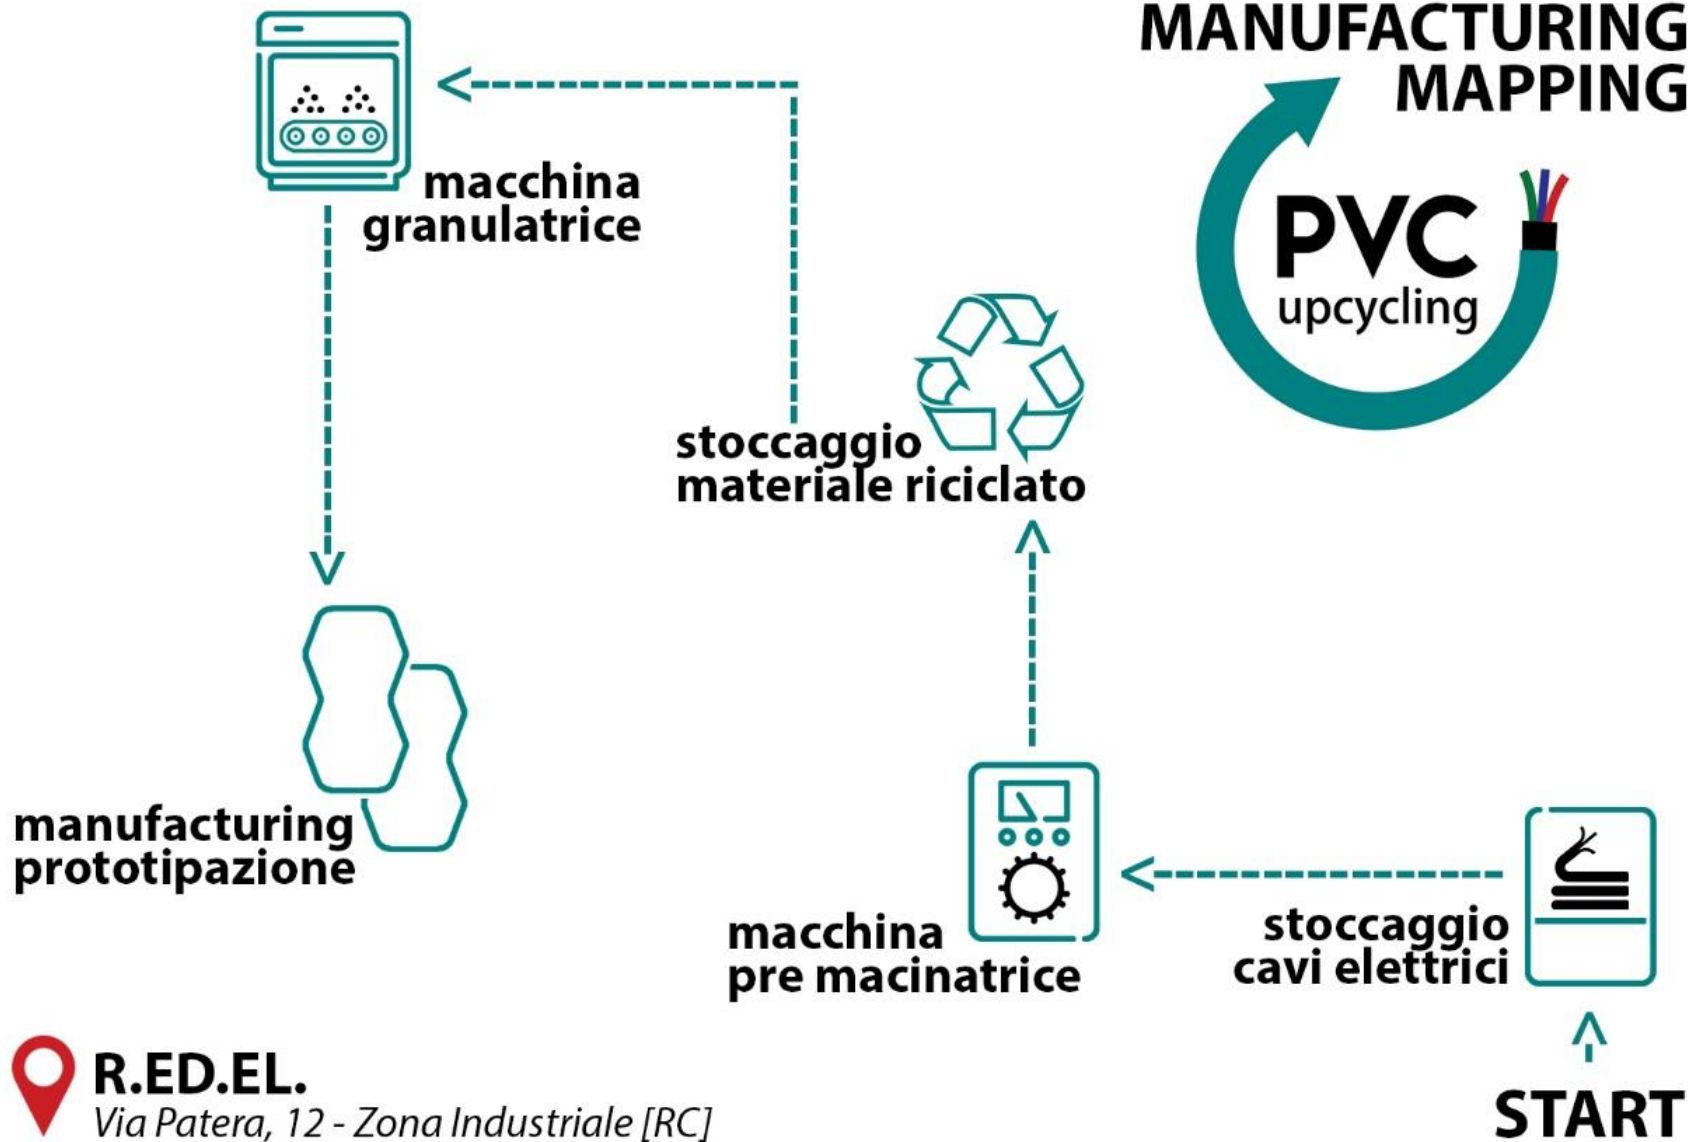 MANUFACTURING
MAPPING
PVC
upcycling
macchina
granulatrice
stoccaggio
materiale riciclato
manufacturing
prototipazione
macchina
pre macinatrice
stoccaggio
cavi elettrici
START
R.ED.EL.
Via Patera, 12 - Zona Industriale [RC]